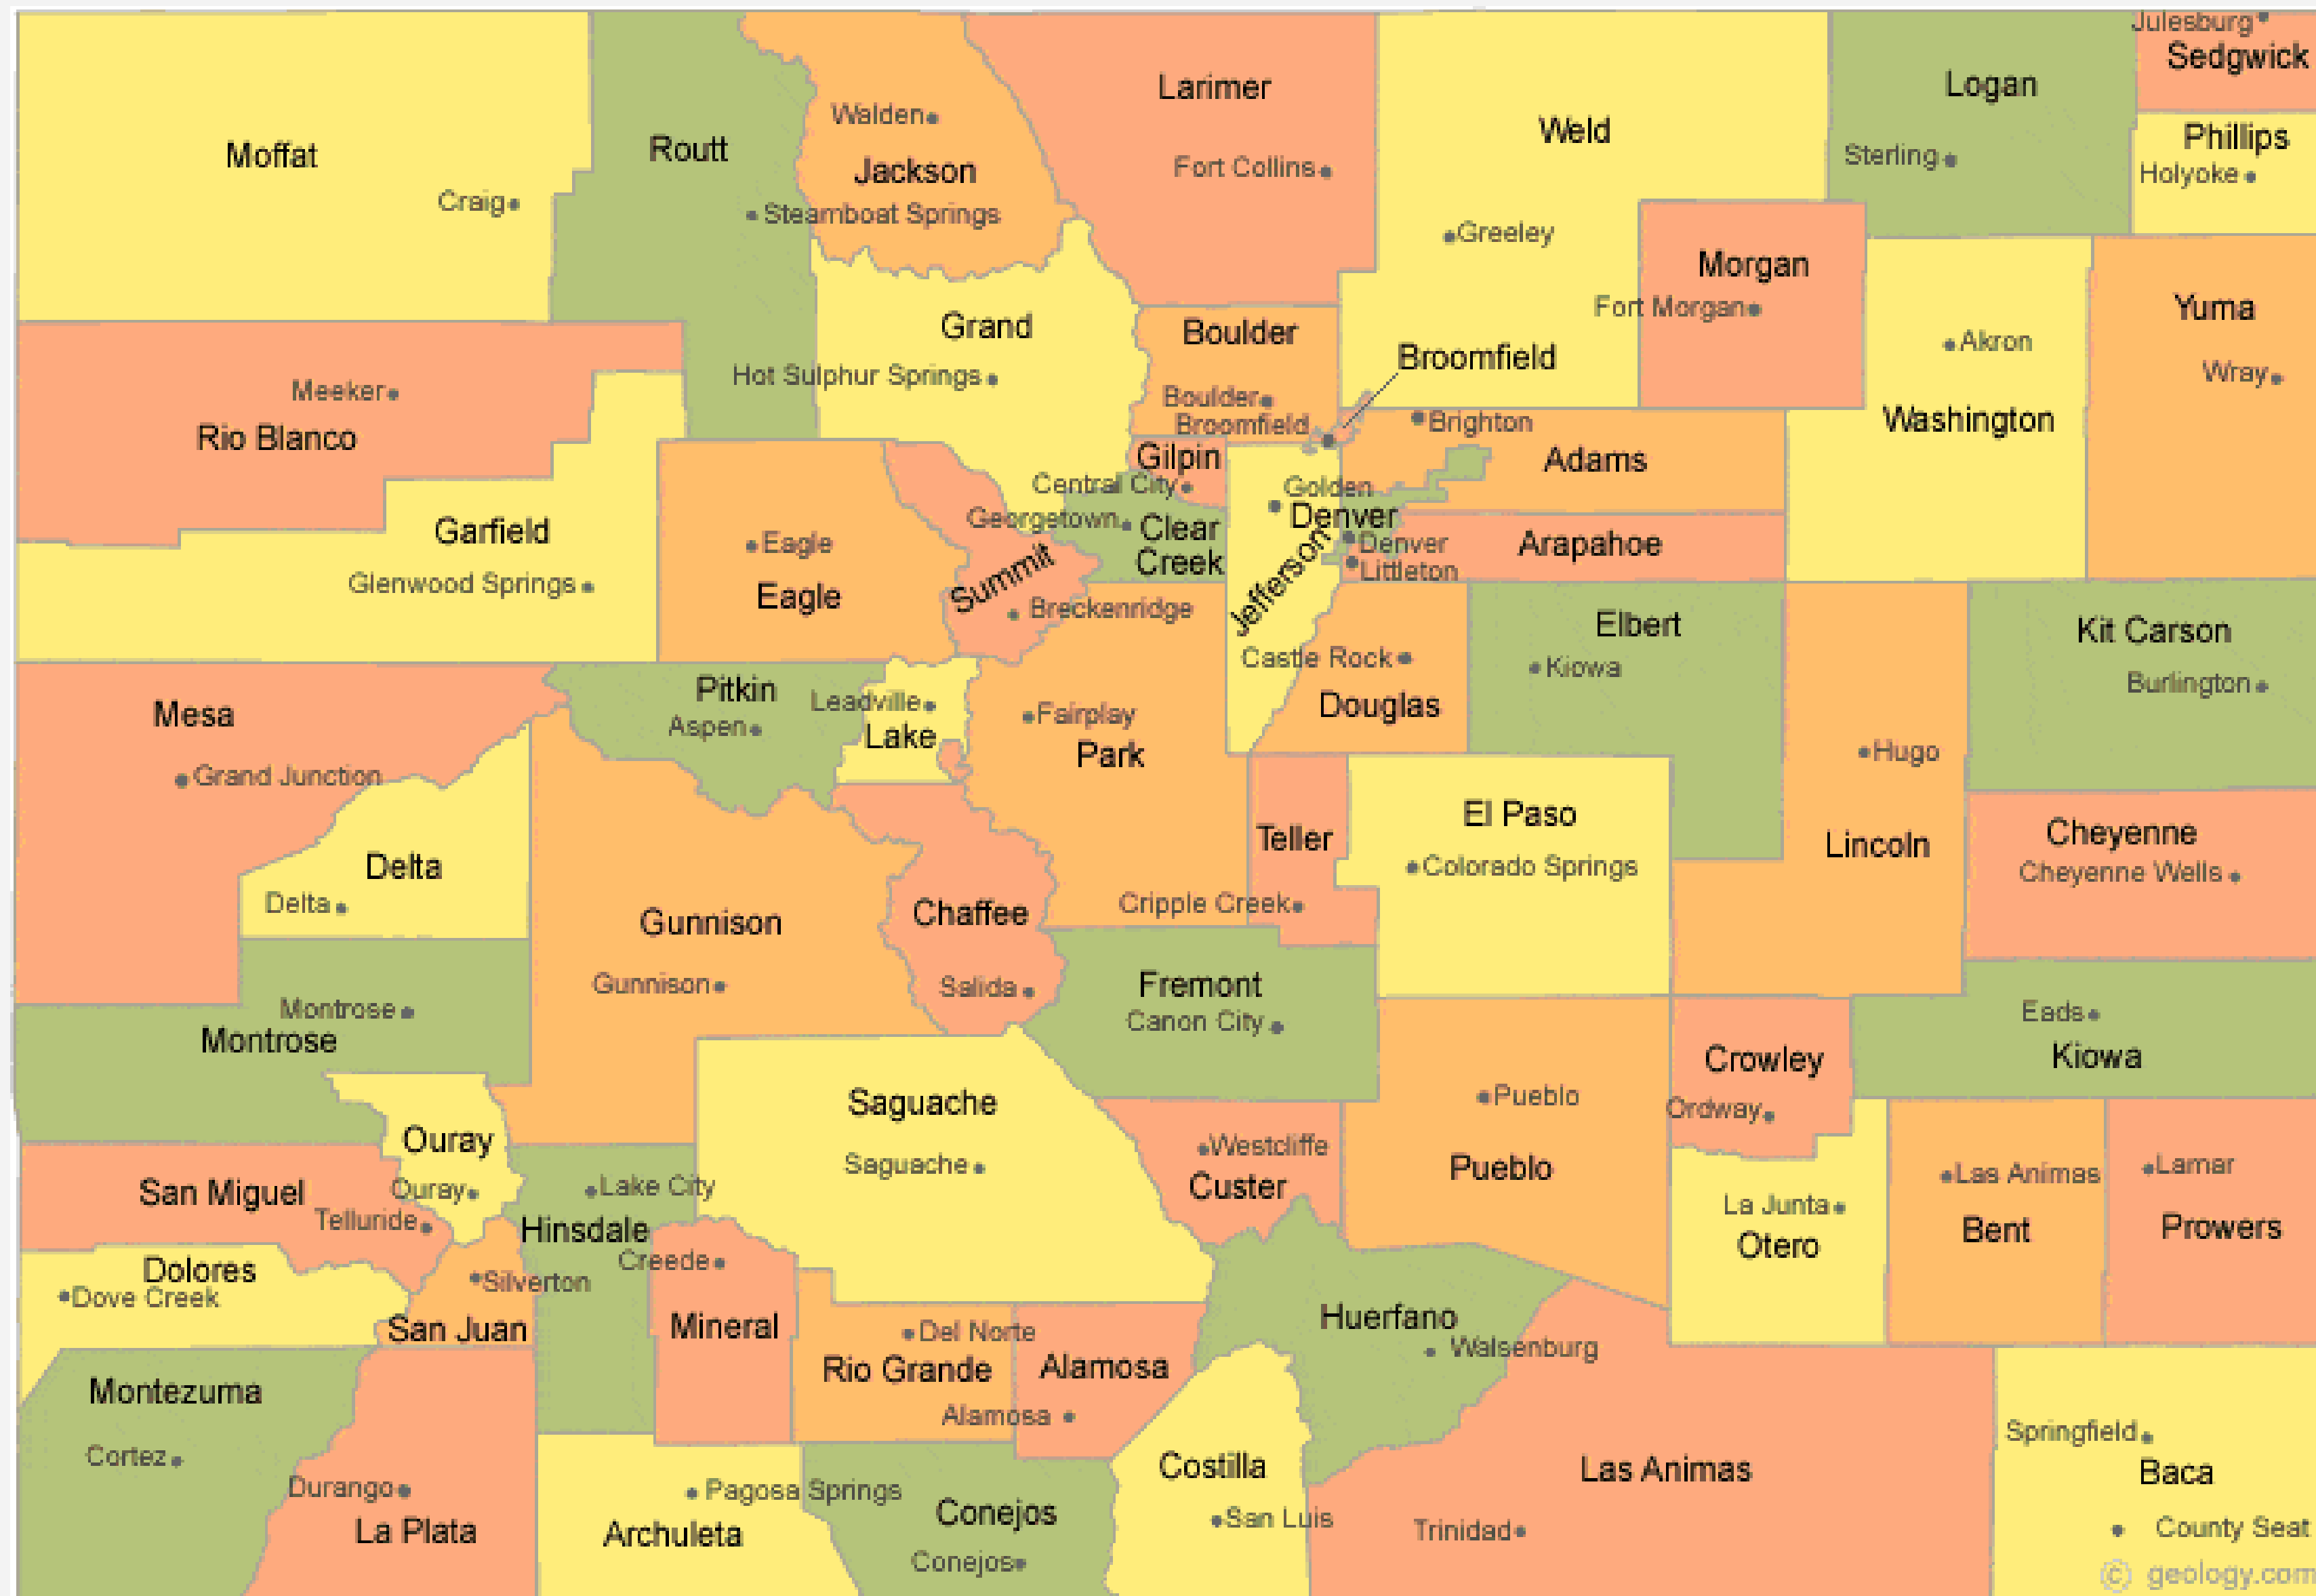 Julesburg
Sedgwick
Larimer
Logan
Walden
Weld
Phillips
Moffat
Routt
Jackson
Fort Collins
Sterling
Holyoke
Craig
Steamboat Springs
Greeley
Morgan
Fort Morgan
Yuma
Grand
Boulder
Broomfield
Akron
Wray
Hot Sulphur Springs
Meeker
Boulder
Broomfield
Brighton
Washington
Rio Blanco
Gilpin
Adams
Central City
Golden
Georgetown
Clear
Creek
Denver
Garfield
Eagle
Denver
Arapahoe
Glenwood Springs
Eagle
Summit
Littleton
Breckenridge
Jefferson
Elbert
Kit Carson
Castle Rock
Kiowa
Burlington
Pitkin
Leadville
Mesa
Aspen
Lake
Fairplay
Park
Douglas
Hugo
Grand Junction
El Paso
Teller
Lincoln
Cheyenne
Delta
Colorado Springs
Cheyenne Wells
Delta
Gunnison
Chaffee
Cripple Creek
Gunnison
Salida
Fremont
Canon City
Montrose
Montrose
Eads
Kiowa
Crowley
Saguache
Pueblo
Ordway
Ouray
Westcliffe
Saguache
Custer
Pueblo
Las Animas
Lamar
San Miguel
Ouray
Lake City
Telluride
Hinsdale
La Junta
Otero
Bent
Prowers
Dolores
Dove Creek
Creede
Silverton
San Juan
Mineral
Del Norte
Rio Grande
Alamosa
Huerfano
Walsenburg
Montezuma
Alamosa
Cortez
Durango
Pagosa Springs
Costilla
Las Animas
Springfield
Baca
La Plata
Archuleta
Conejos
San Luis
Trinidad
County Seat
Conejos
© geology.com